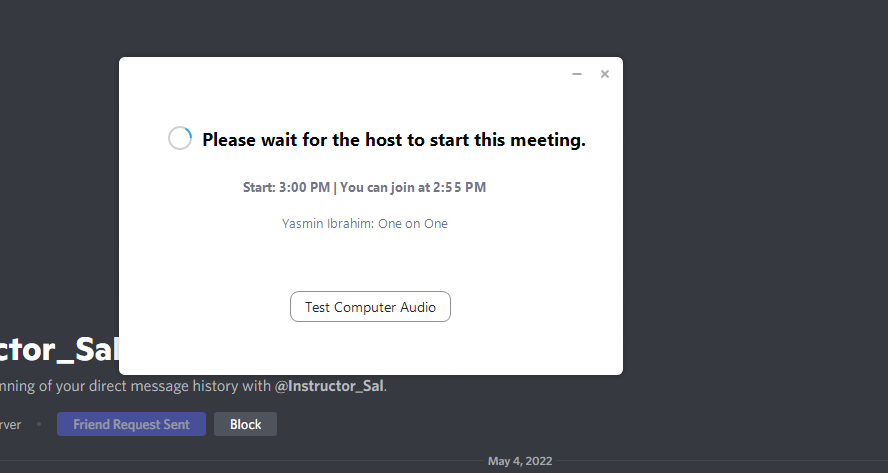 Please wait for the host to start this meeting.
Start: 3:00 PM | You can join at 2:55 PM
Yasmin Ibrahim: One on One
Test Computer Audio
ctor_Sal
nning of your direct message history with @Instructor_Sal.
rver • Friend Request Sent Block
May 4, 2022